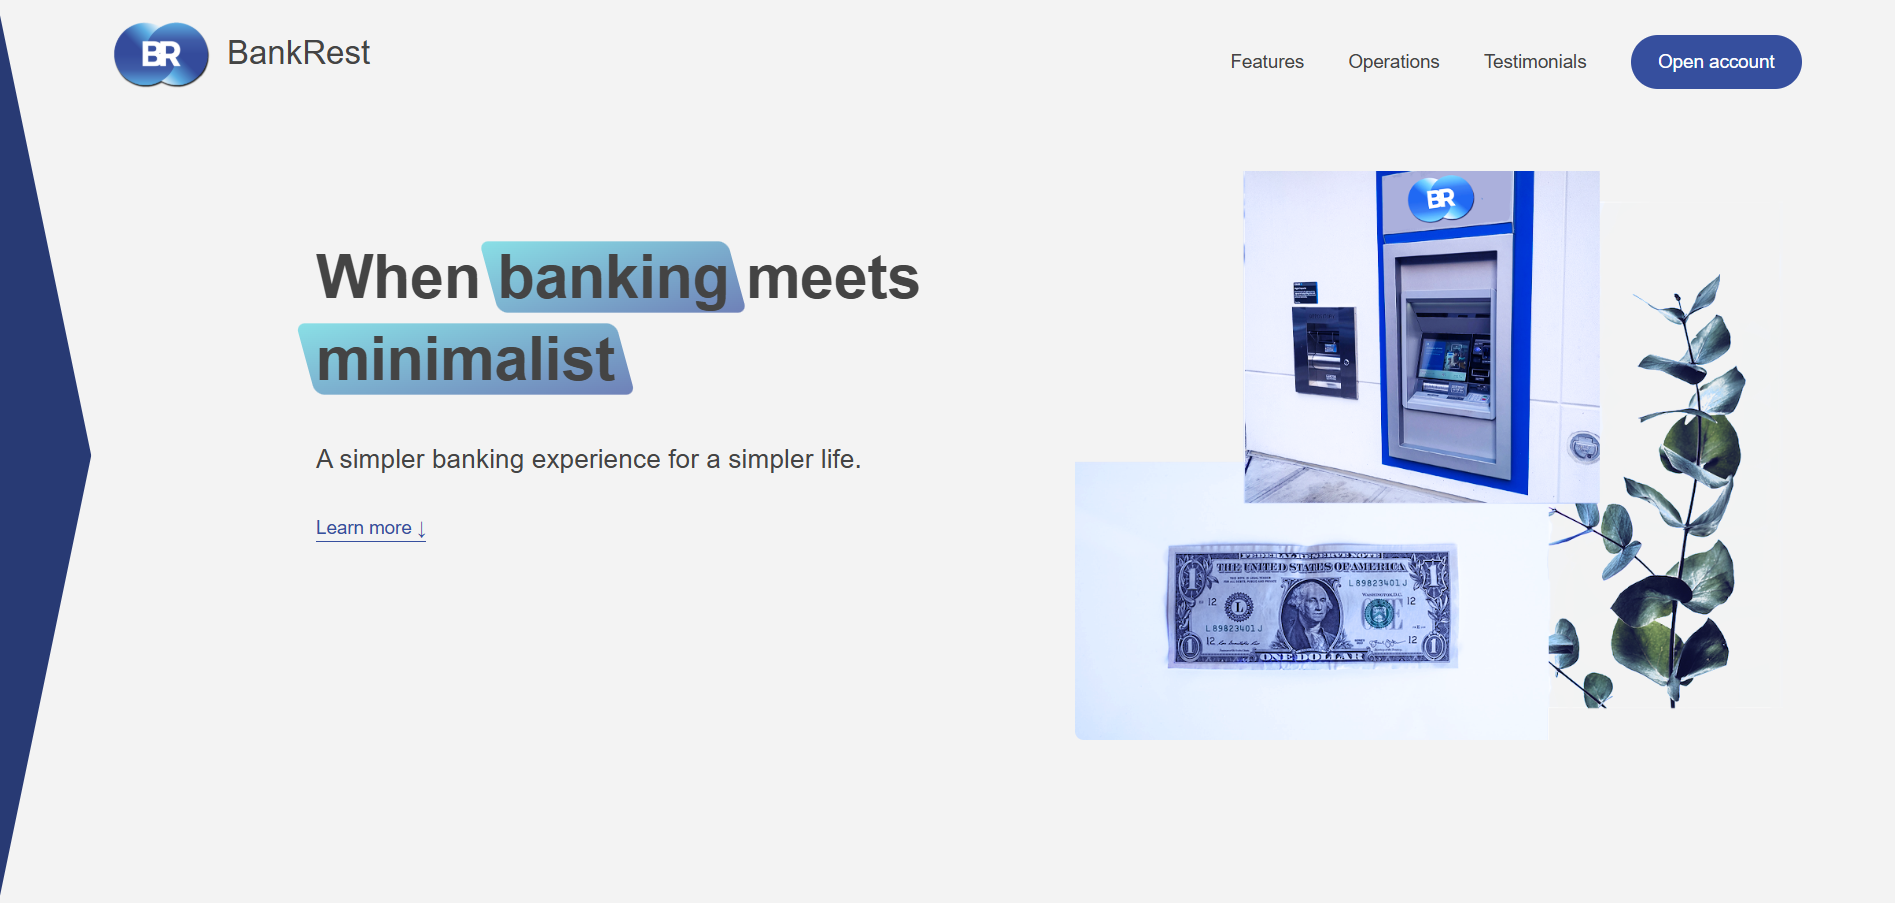 BR
BankRest
Features
Operations
Testimonials
Open account
When banking meets
minimalist
A simpler banking experience for a simpler life.
Learn more ↓
BR
FEDERAL RESERVE NOTE
THE UNITED STATES OF AMERICA
1
1
L 89823401 J
WASHINGTON, D.C.
12
12
L
L 89823401 J
12
12
1
ONE DOLLAR
1